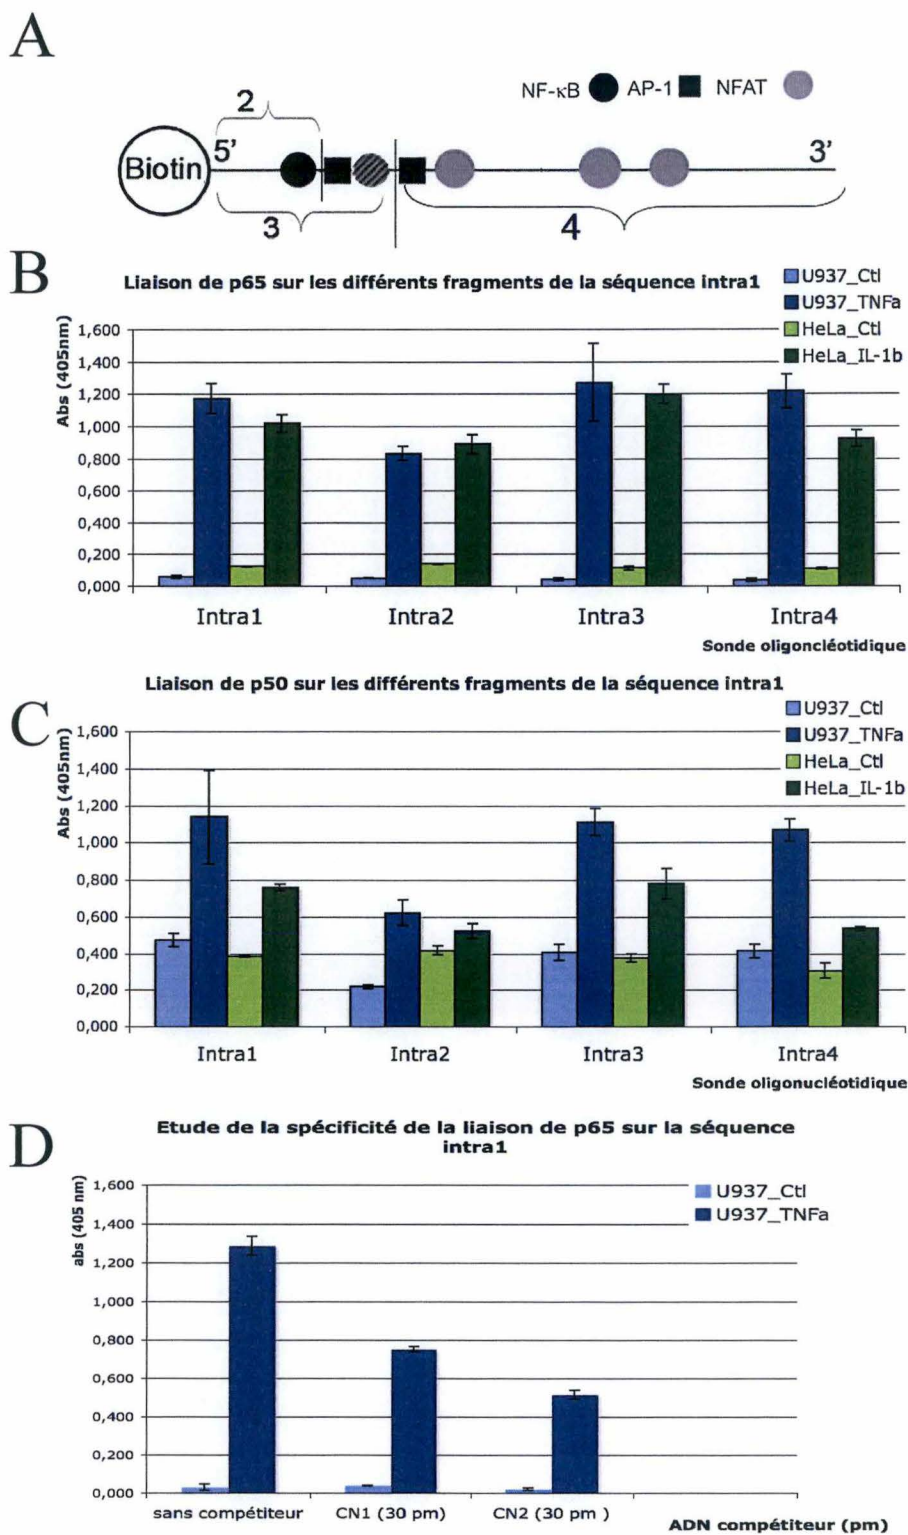 A
NF-κB AP-1 NFAT
2
Biotin 5' 3'
3 4
B
Liaison de p65 sur les différents fragments de la séquence intra1
U937_Ctl
U937_TNFa
HeLa_Ctl
HeLa_IL-1b
Abs (405nm)
1,600
1,400
1,200
1,000
0,800
0,600
0,400
0,200
0,000
Intra1 Intra2 Intra3 Intra4
Sonde oligoncléotidique
C
Liaison de p50 sur les différents fragments de la séquence intra1
U937_Ctl
U937_TNFa
HeLa_Ctl
HeLa_IL-1b
Abs (405nm)
1,600
1,400
1,200
1,000
0,800
0,600
0,400
0,200
0,000
Intra1 Intra2 Intra3 Intra4
Sonde oligonucléotidique
D
Etude de la spécificité de la liaison de p65 sur la séquence
intra1
U937_Ctl
U937_TNFa
abs (405 nm)
1,600
1,400
1,200
1,000
0,800
0,600
0,400
0,200
0,000
sans compétiteur CN1 (30 pm) CN2 (30 pm )
ADN compétiteur (pm)